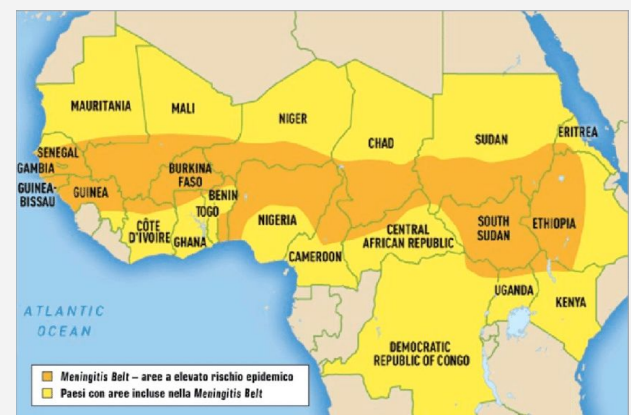 MAURITANIA
MALI
NIGER
CHAD
SUDAN
ERITREA
SENEGAL
GAMBIA
GUINEA-
BISSAU
GUINEA
BURKINA
FASO
BENIN
TOGO
CÔTE
D'IVOIRE
GHANA
NIGERIA
CAMEROON
CENTRAL
AFRICAN REPUBLIC
SOUTH
SUDAN
ETHIOPIA
UGANDA
KENYA
DEMOCRATIC
REPUBLIC OF CONGO
ATLANTIC
OCEAN
Meningitis Belt – aree a elevato rischio epidemico
Paesi con aree incluse nella Meningitis Belt